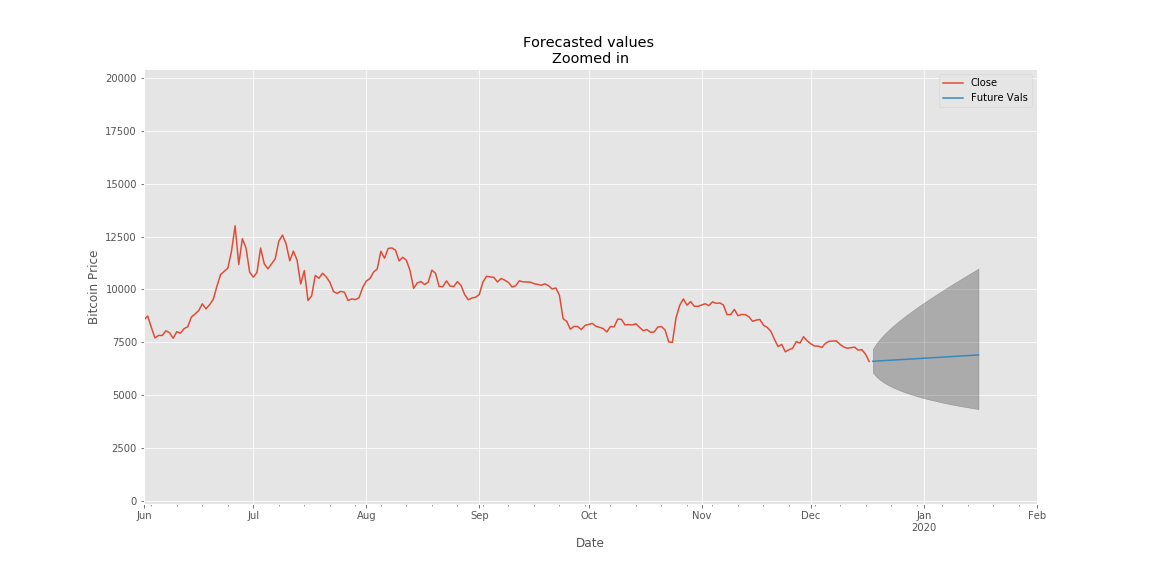 Forecasted values
Zoomed in
Close
Future Vals
20000
17500
15000
12500
10000
7500
5000
2500
0
Bitcoin Price
Jun Jul Aug Sep Oct Nov Dec Jan Feb
2020
Date